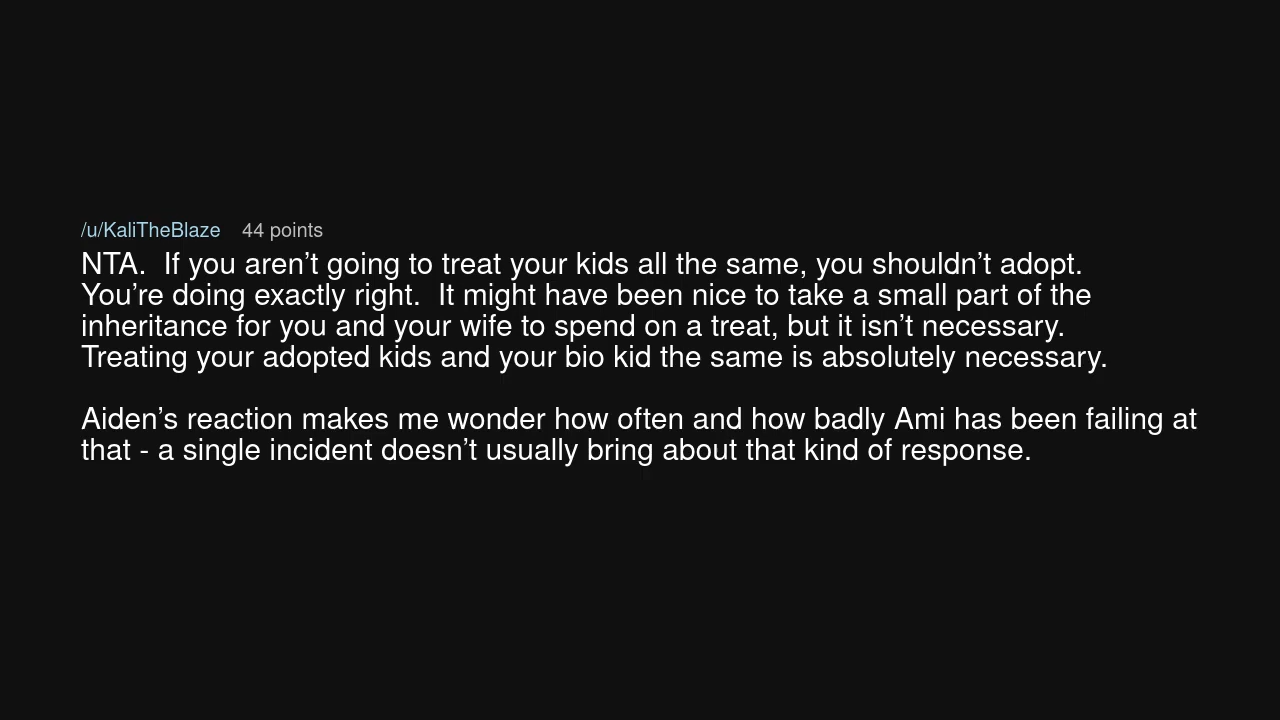 /u/KaliTheBlaze 44 points
NTA.  If you aren’t going to treat your kids all the same, you shouldn’t adopt.
You’re doing exactly right.  It might have been nice to take a small part of the
inheritance for you and your wife to spend on a treat, but it isn’t necessary.
Treating your adopted kids and your bio kid the same is absolutely necessary.
Aiden’s reaction makes me wonder how often and how badly Ami has been failing at
that - a single incident doesn’t usually bring about that kind of response.